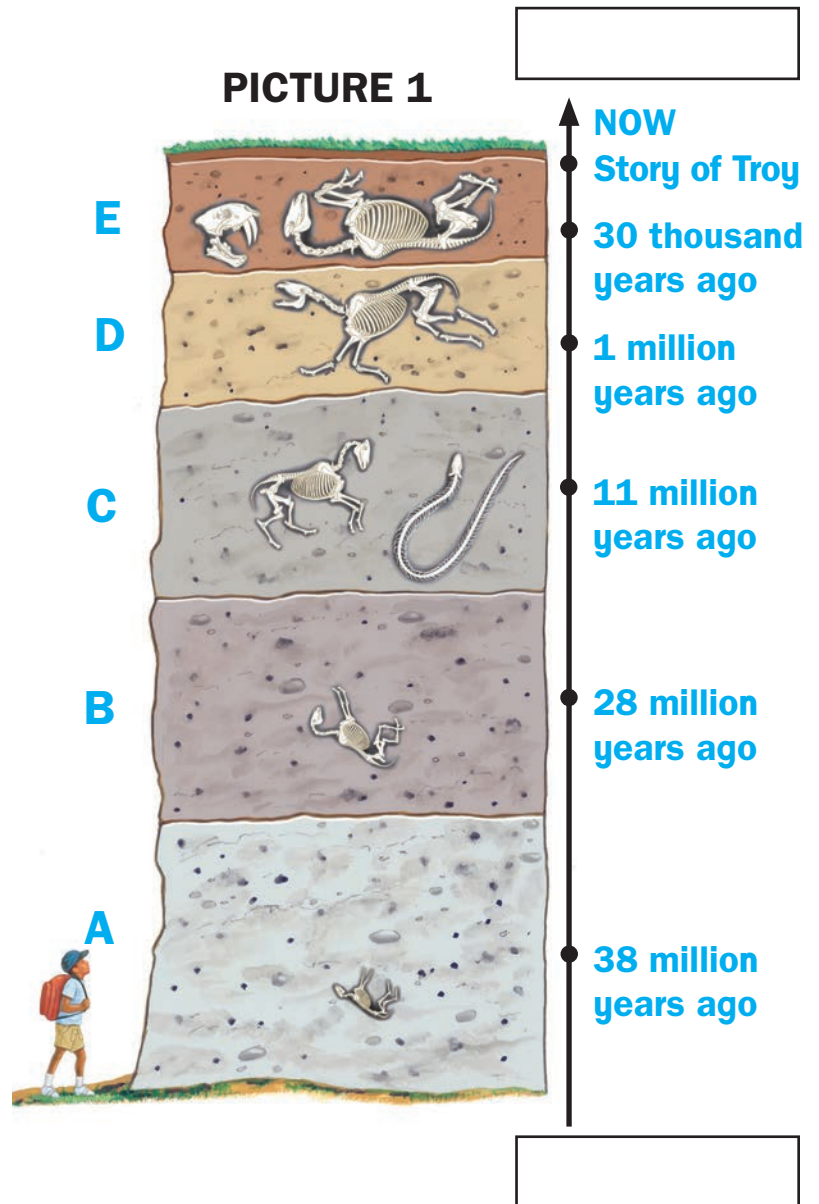 PICTURE 1
NOW
Story of Troy
E
30 thousand
years ago
D
1 million
years ago
C
11 million
years ago
B
28 million
years ago
A
38 million
years ago